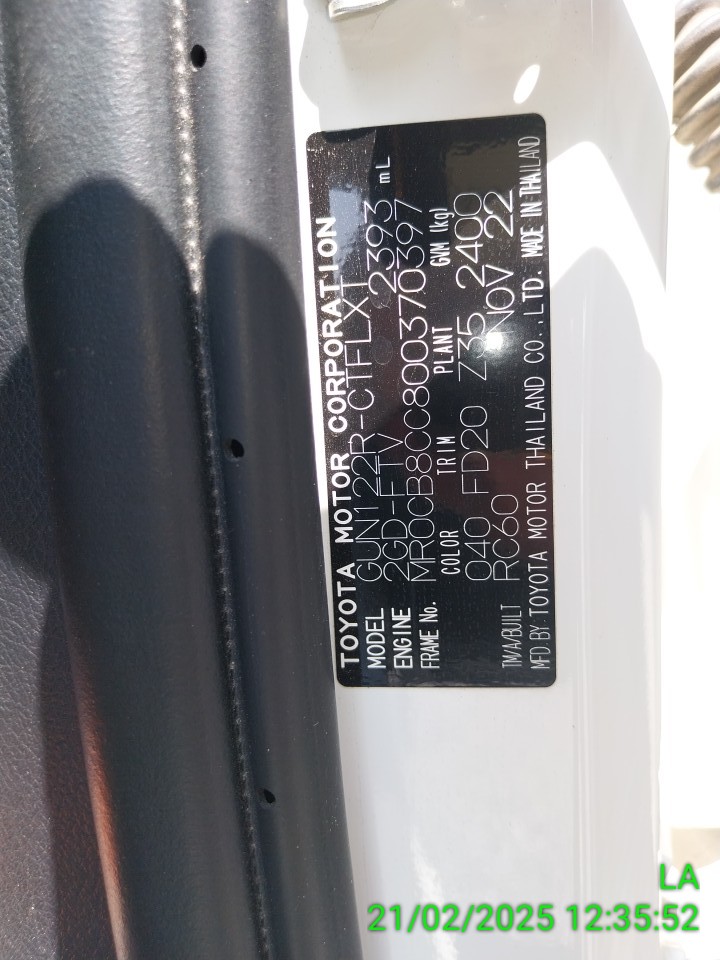 TOYOTA MOTOR CORPORATION
MODEL GUN122R-CTFLXT
ENGINE 2GD-FTV 2393 mL
FRAME No. MR0CB8CC800370397
COLOR TRIM PLANT GVM (kg)
040 FD20 Z35 2400
TM/A/BUILT RC60 NOV 22
MFD.BY TOYOTA MOTOR THAILAND CO.,LTD. MADE IN THAILAND
LA
21/02/2025 12:35:52